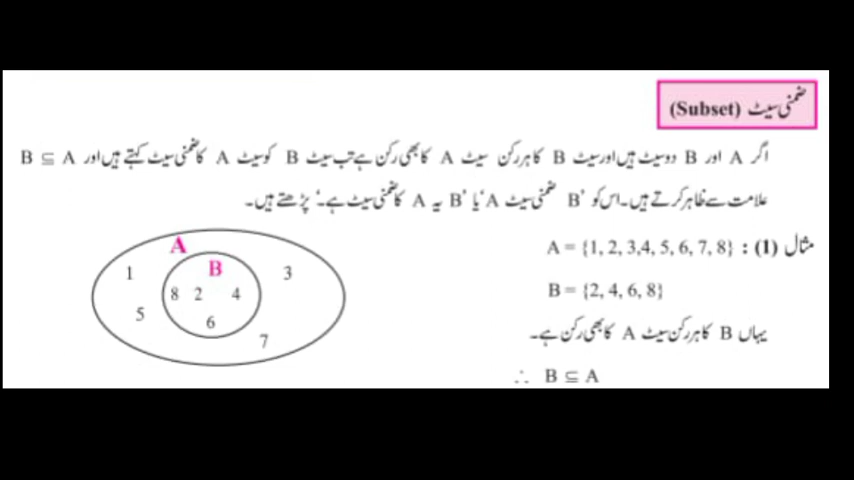 ضمنی سیٹ (Subset)
اگر A اور B دو سیٹ ہیں اور سیٹ B کا ہر رکن سیٹ A کا بھی رکن ہے تب سیٹ B کو سیٹ A کا ضمنی سیٹ کہتے ہیں اور B ⊆ A
علامت سے ظاہر کرتے ہیں۔ اس کو 'B ضمنی سیٹ A' یا 'B یہ A کا ضمنی سیٹ ہے۔' پڑھتے ہیں۔
مثال (1) : A = {1, 2, 3,4, 5, 6, 7, 8}
B = {2, 4, 6, 8}
یہاں B کا ہر رکن سیٹ A کا بھی رکن ہے۔
∴ B ⊆ A
A
B
1 3
8 2 4
5 6
7